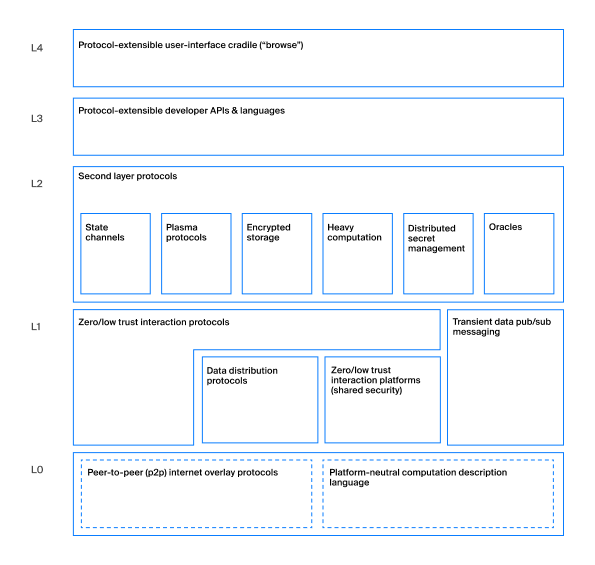 L4
Protocol-extensible user-interface cradile (“browse”)
L3
Protocol-extensible developer APIs & languages
L2
Second layer protocols
State
channels
Plasma
protocols
Encrypted
storage
Heavy
computation
Distributed
secret
management
Oracles
L1
Zero/low trust interaction protocols
Transient data pub/sub
messaging
Data distribution
protocols
Zero/low trust
interaction platforms
(shared security)
L0
Peer-to-peer (p2p) internet overlay protocols
Platform-neutral computation description
language